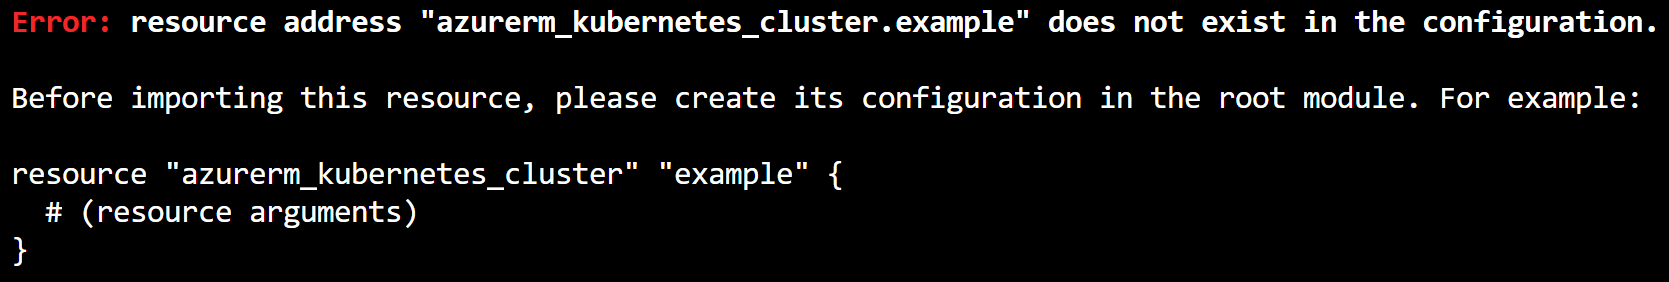 Error: resource address "azurerm_kubernetes_cluster.example" does not exist in the configuration.
Before importing this resource, please create its configuration in the root module. For example:
resource "azurerm_kubernetes_cluster" "example" {
  # (resource arguments)
}